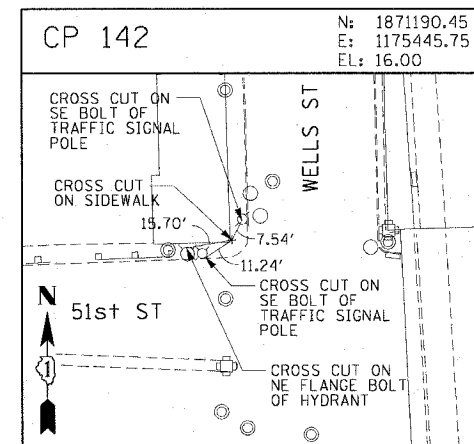 CP 142
N: 1871190.45
E: 1175445.75
EL: 16.00
CROSS CUT ON
SE BOLT OF
TRAFFIC SIGNAL
POLE
WELLS ST
CROSS CUT
ON SIDEWALK
15.70'
7.54'
11.24'
CROSS CUT ON
SE BOLT OF
TRAFFIC SIGNAL
POLE
N
51st ST
1
CROSS CUT ON
NE FLANGE BOLT
OF HYDRANT